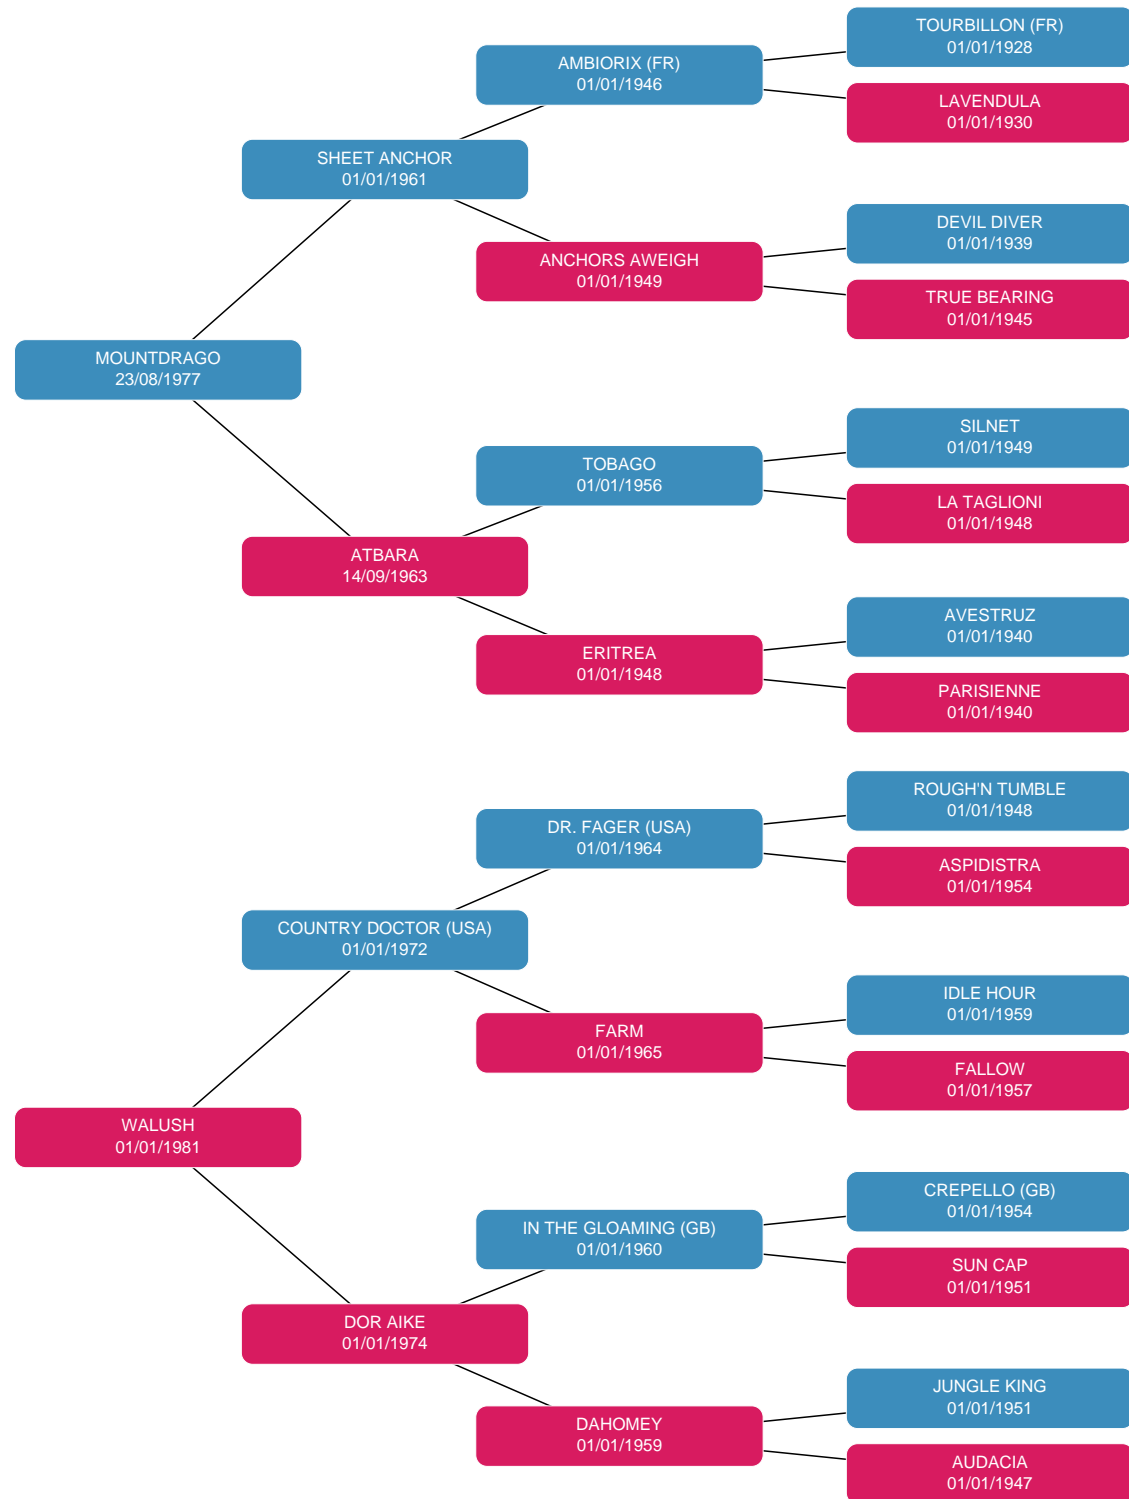 TOURBILLON (FR)
01/01/1928
AMBIORIX (FR)
01/01/1946
LAVENDULA
01/01/1930
SHEET ANCHOR
01/01/1961
DEVIL DIVER
01/01/1939
ANCHORS AWEIGH
01/01/1949
TRUE BEARING
01/01/1945
MOUNTDRAGO
23/08/1977
SILNET
01/01/1949
TOBAGO
01/01/1956
LA TAGLIONI
01/01/1948
ATBARA
14/09/1963
AVESTRUZ
01/01/1940
ERITREA
01/01/1948
PARISIENNE
01/01/1940
ROUGH'N TUMBLE
01/01/1948
DR. FAGER (USA)
01/01/1964
ASPIDISTRA
01/01/1954
COUNTRY DOCTOR (USA)
01/01/1972
IDLE HOUR
01/01/1959
FARM
01/01/1965
FALLOW
01/01/1957
WALUSH
01/01/1981
CREPELLO (GB)
01/01/1954
IN THE GLOAMING (GB)
01/01/1960
SUN CAP
01/01/1951
DOR AIKE
01/01/1974
JUNGLE KING
01/01/1951
DAHOMEY
01/01/1959
AUDACIA
01/01/1947